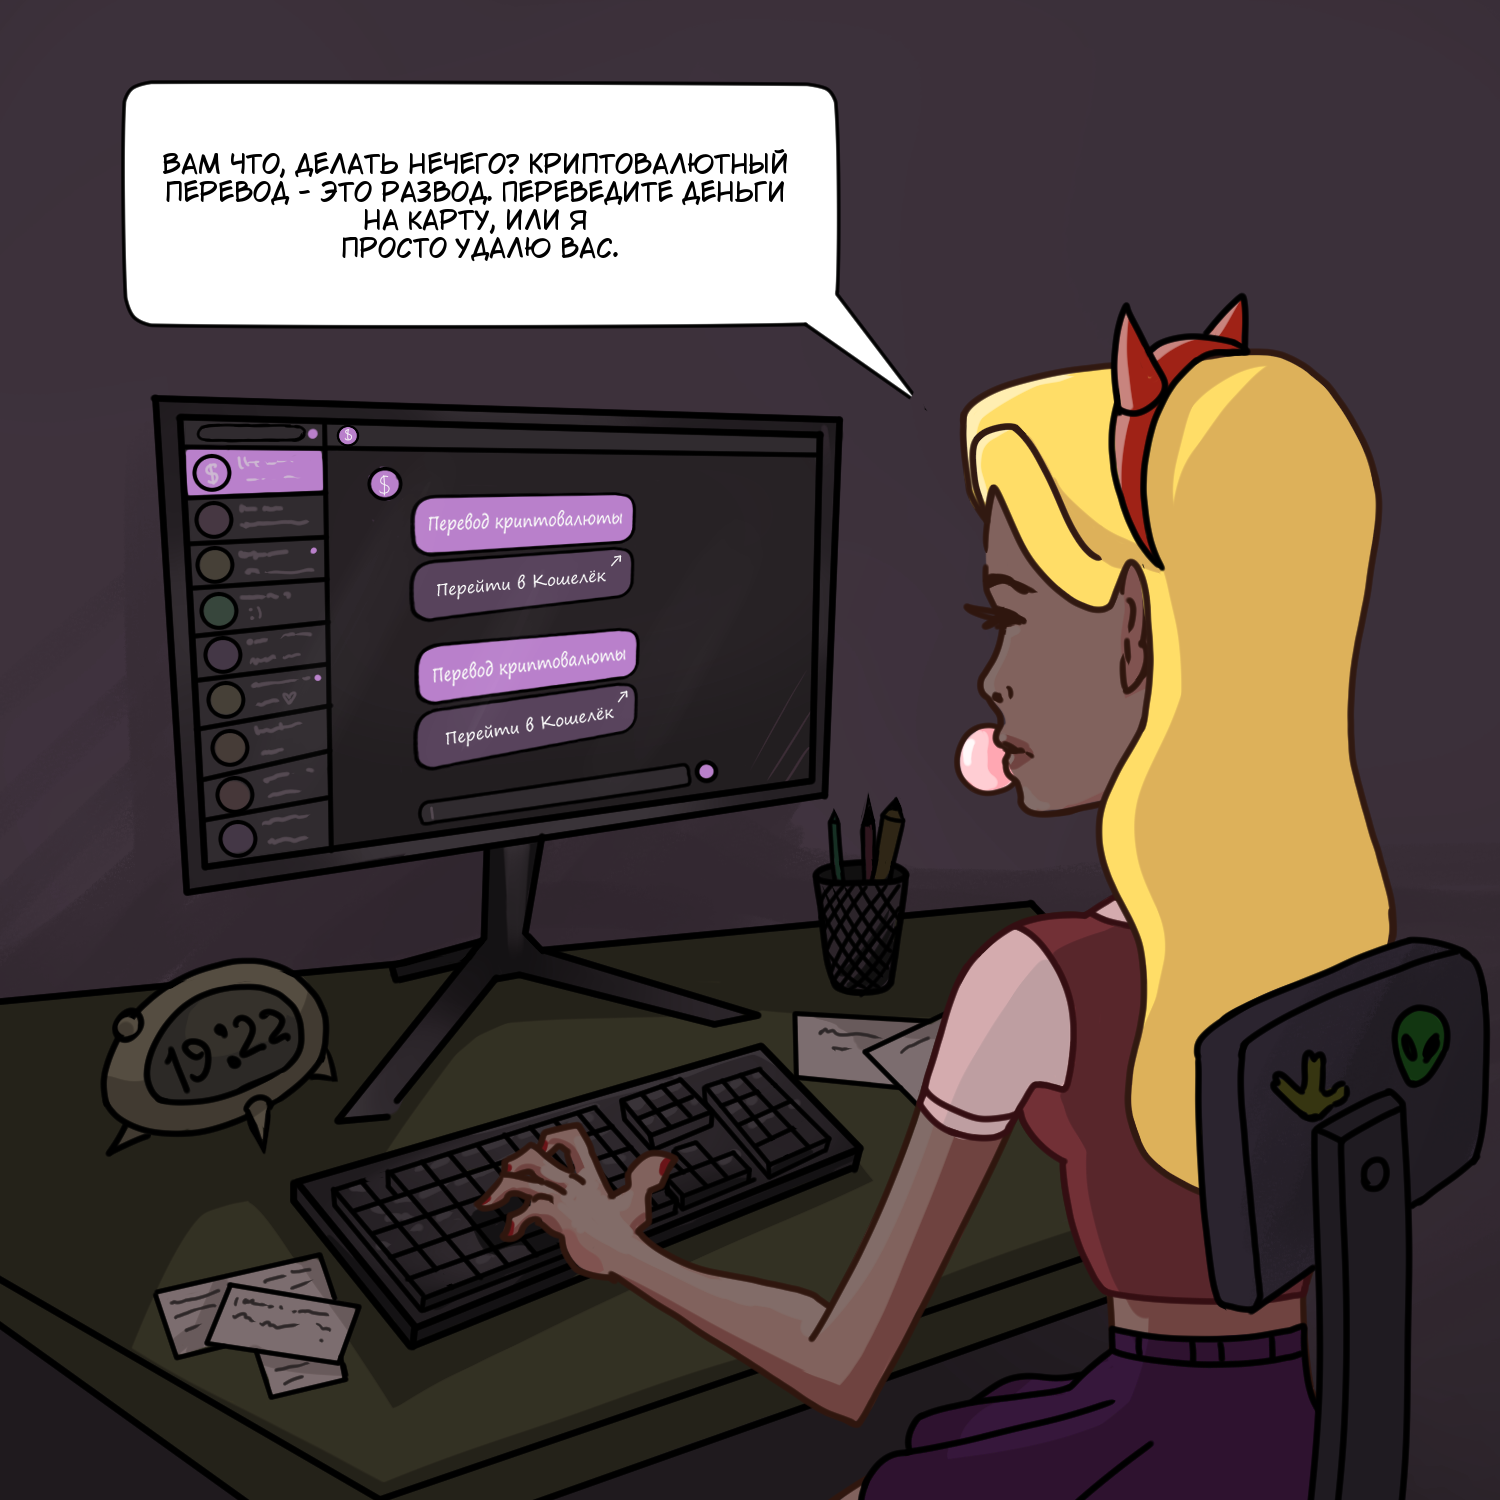 ВАМ ЧТО, ДЕЛАТЬ НЕЧЕГО? КРИПТОВАЛЮТНЫЙ
ПЕРЕВОД - ЭТО РАЗВОД. ПЕРЕВЕДИТЕ ДЕНЬГИ
НА КАРТУ, ИЛИ Я
ПРОСТО УДАЛЮ ВАС.
$
$
$
Перевод криптовалюты
Перейти в Кошелёк
:)
Перевод криптовалюты
Перейти в Кошелёк
19:22